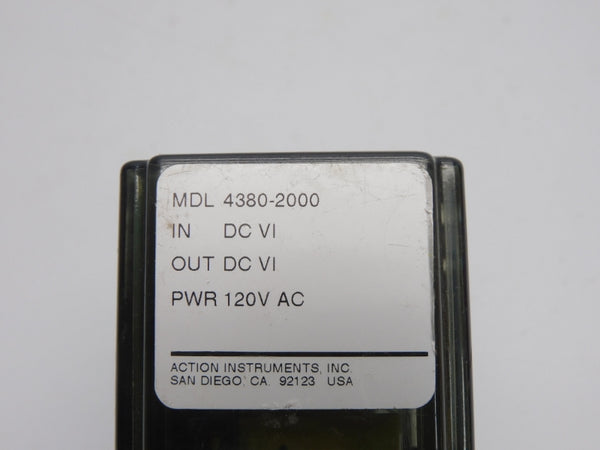 MDL 4380-2000
IN DC VI
OUT DC VI
PWR 120V AC
ACTION INSTRUMENTS, INC.
SAN DIEGO, CA. 92123 USA